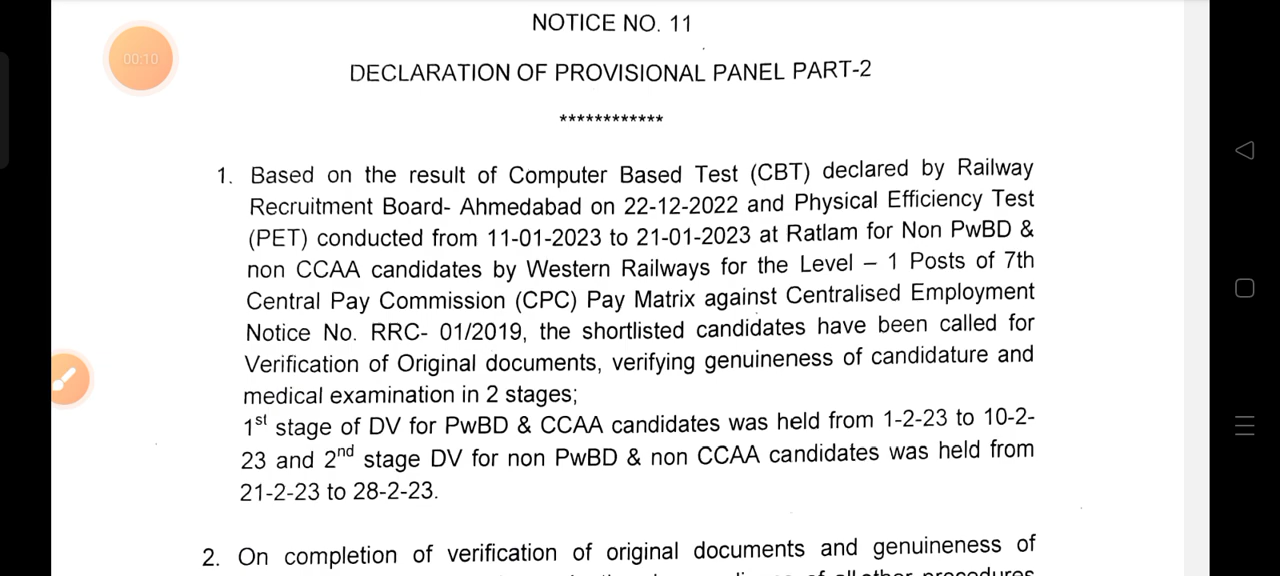 00:10
NOTICE NO. 11
DECLARATION OF PROVISIONAL PANEL PART-2
************
1. Based on the result of Computer Based Test (CBT) declared by Railway
Recruitment Board- Ahmedabad on 22-12-2022 and Physical Efficiency Test
(PET) conducted from 11-01-2023 to 21-01-2023 at Ratlam for Non PwBD &
non CCAA candidates by Western Railways for the Level – 1 Posts of 7th
Central Pay Commission (CPC) Pay Matrix against Centralised Employment
Notice No. RRC- 01/2019, the shortlisted candidates have been called for
Verification of Original documents, verifying genuineness of candidature and
medical examination in 2 stages;
1st stage of DV for PwBD & CCAA candidates was held from 1-2-23 to 10-2-
23 and 2nd stage DV for non PwBD & non CCAA candidates was held from
21-2-23 to 28-2-23.
2. On completion of verification of original documents and genuineness of
of all other procedures